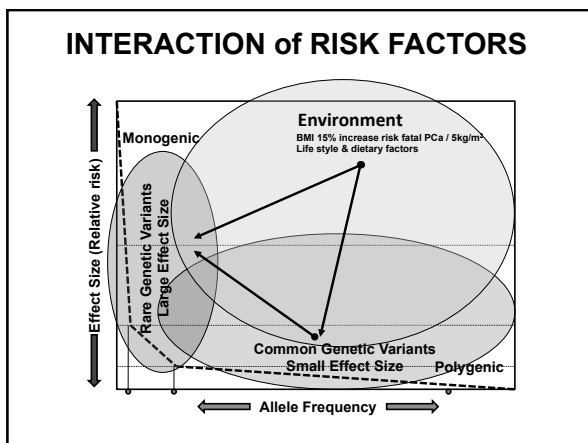 INTERACTION of RISK FACTORS
Monogenic
Environment
BMI 15% increase risk fatal PCa / 5kg/m²
Life style & dietary factors
Effect Size (Relative risk)
Rare Genetic Variants
Large Effect Size
Common Genetic Variants
Small Effect Size
Polygenic
Allele Frequency